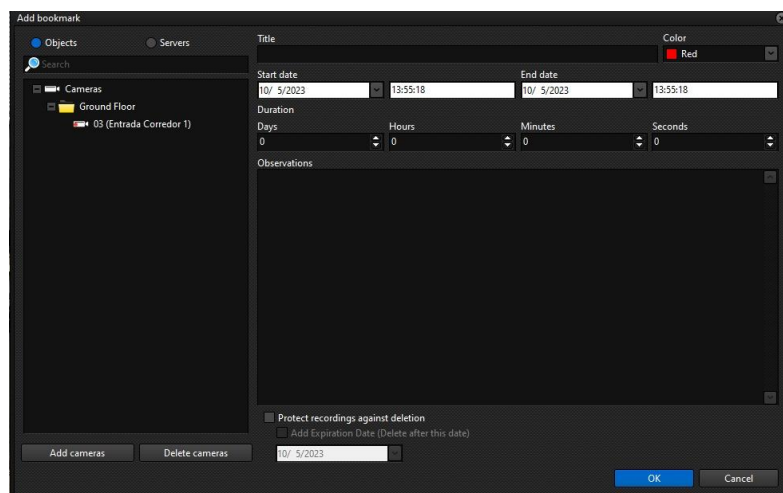 Add bookmark
Objects
Servers
Search
Cameras
Ground Floor
03 (Entrada Corredor 1)
Add cameras
Delete cameras
Title
Color
Red
Start date
End date
10/ 5/2023
13:55:18
10/ 5/2023
13:55:18
Duration
Days
Hours
Minutes
Seconds
0
0
0
0
Observations
Protect recordings against deletion
Add Expiration Date (Delete after this date)
10/ 5/2023
OK
Cancel